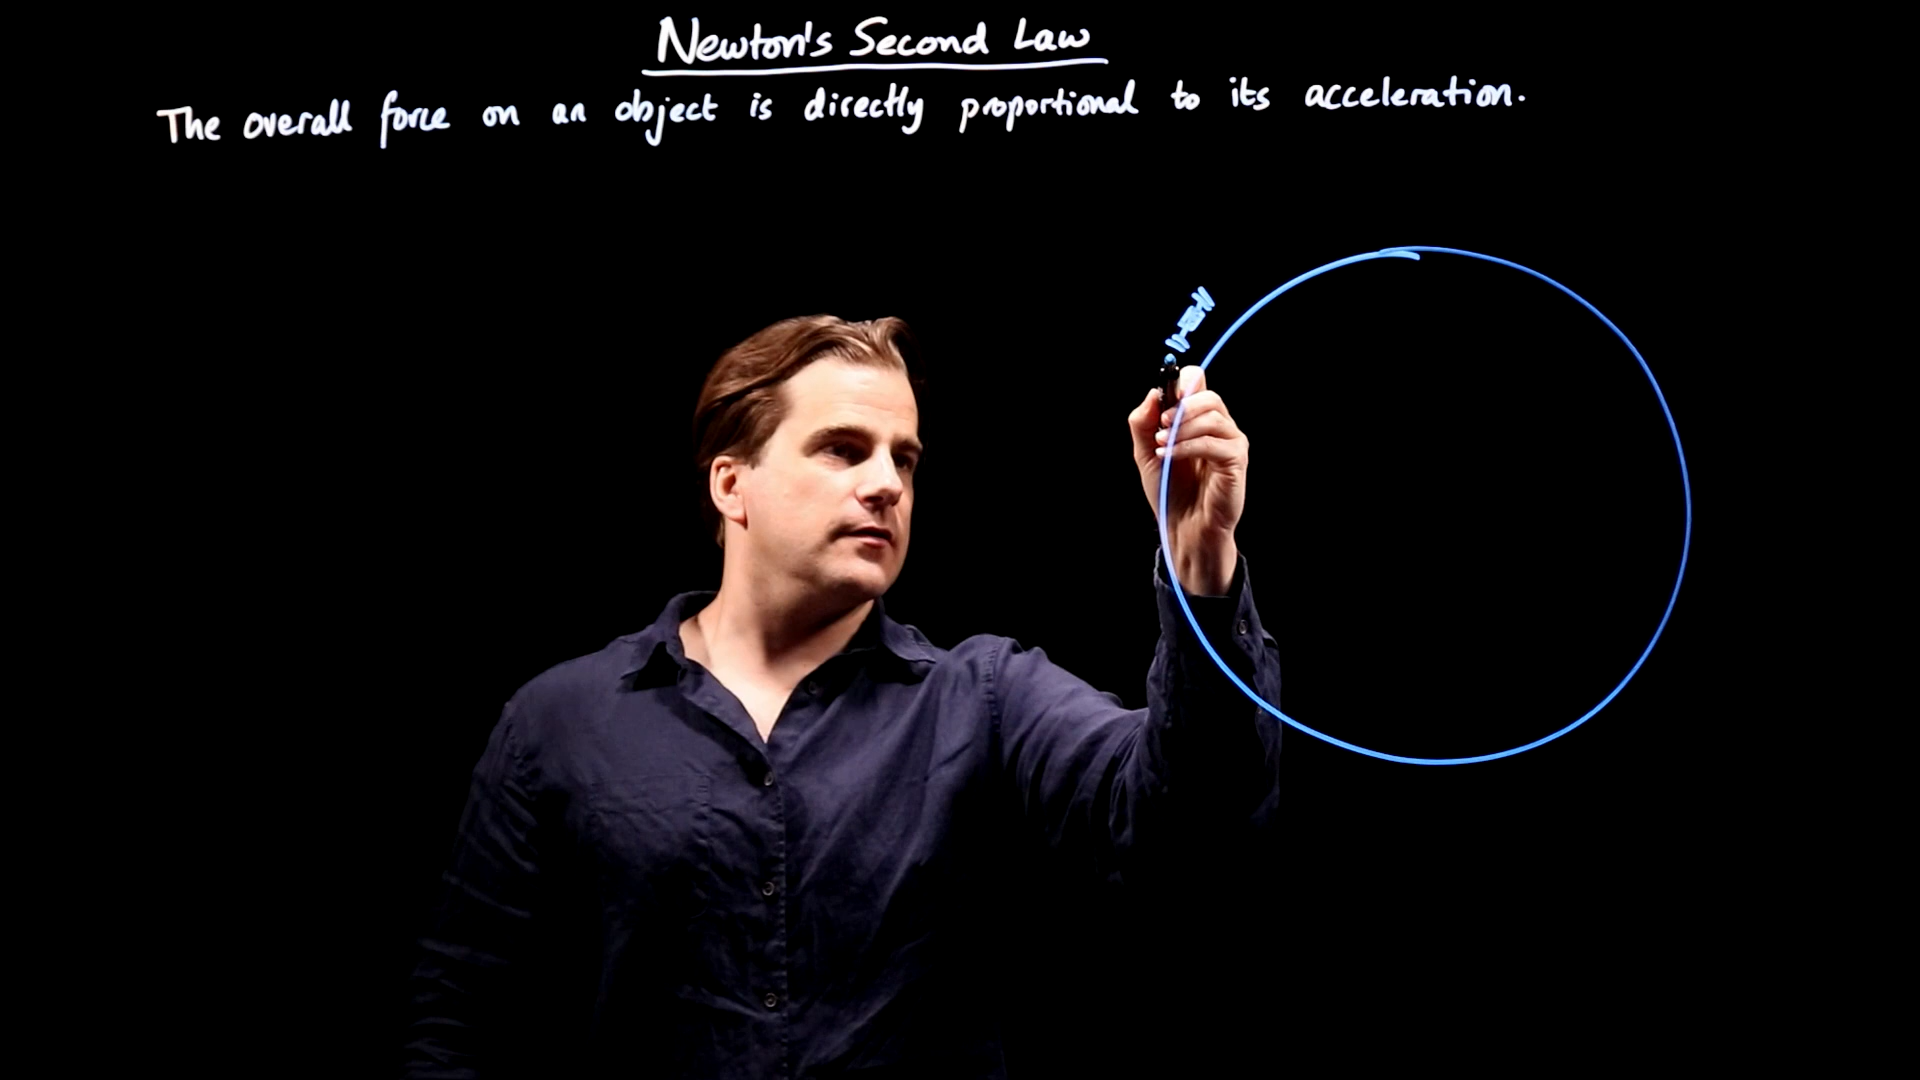 Newton's Second Law
The overall force on an object is directly proportional to its acceleration.